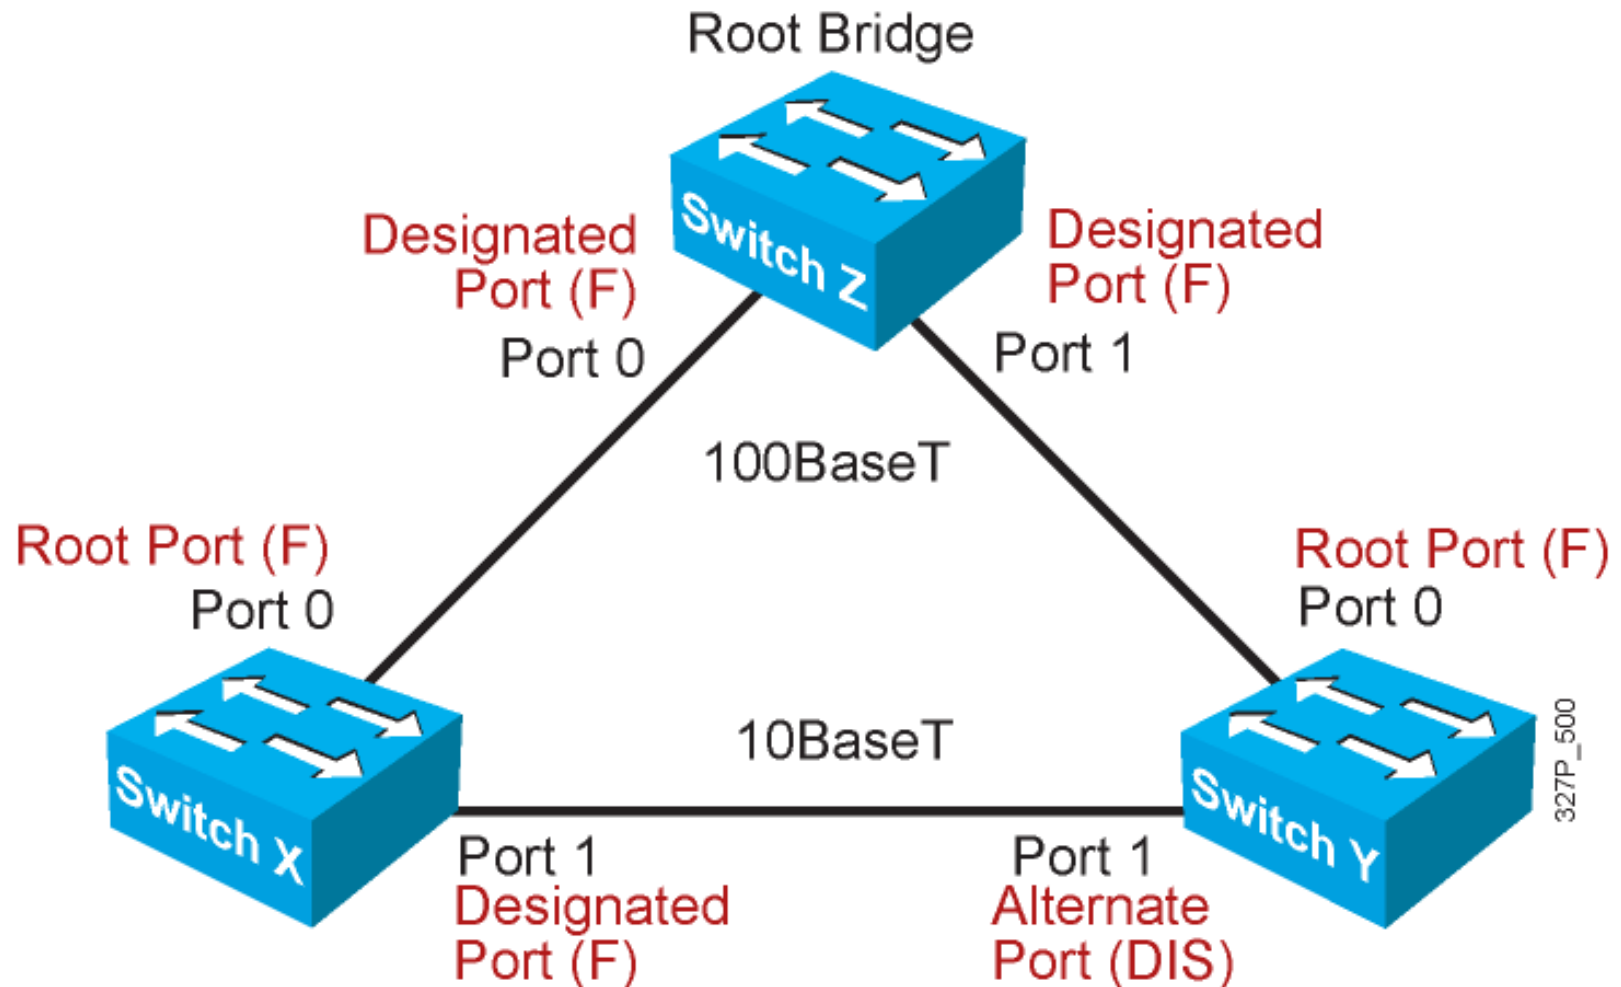 Root Bridge
Switch Z
Designated
Port (F)
Port 0
Designated
Port (F)
Port 1
100BaseT
Root Port (F)
Port 0
Root Port (F)
Port 0
10BaseT
Switch X
Switch Y
327P_500
Port 1
Designated
Port (F)
Port 1
Alternate
Port (DIS)